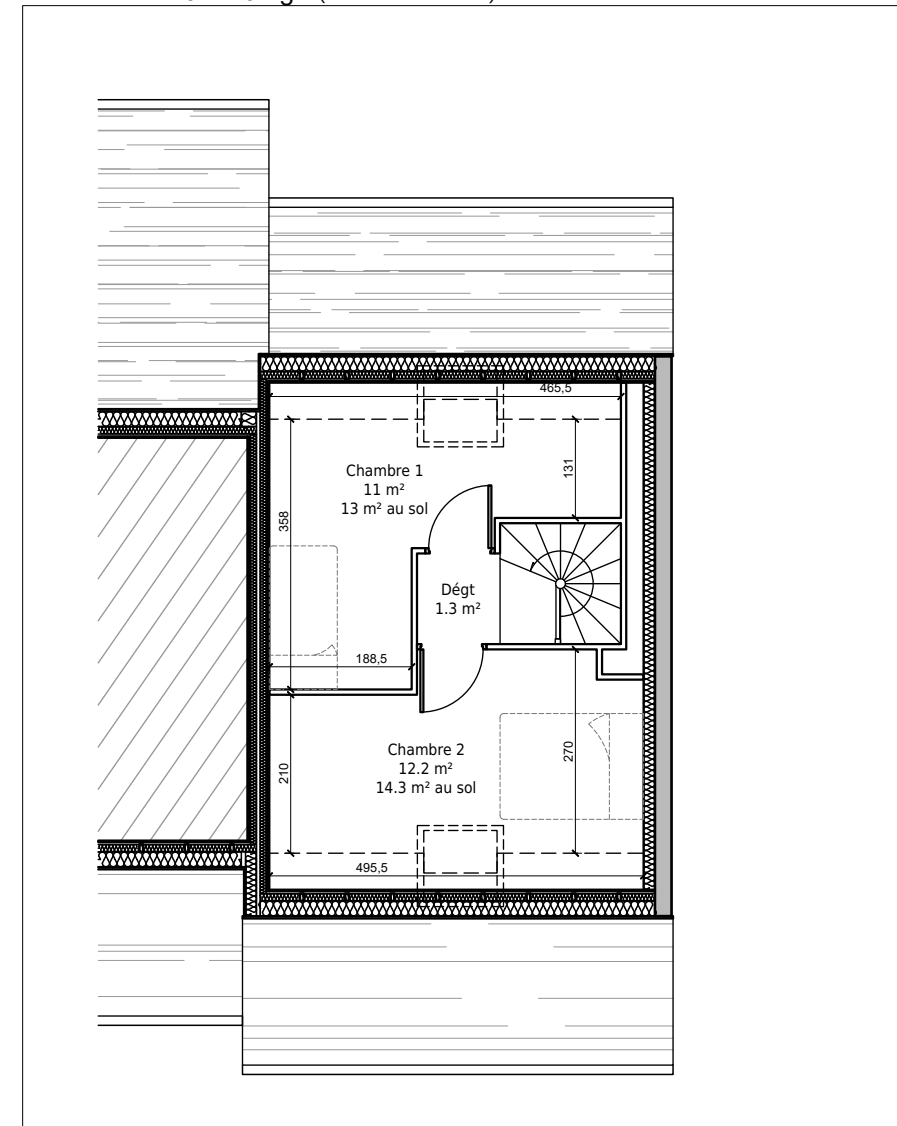 465,5
131
Chambre 1
11 m²
13 m² au sol
358
Dégt
1.3 m²
188,5
Chambre 2
12.2 m²
14.3 m² au sol
210
270
495,5